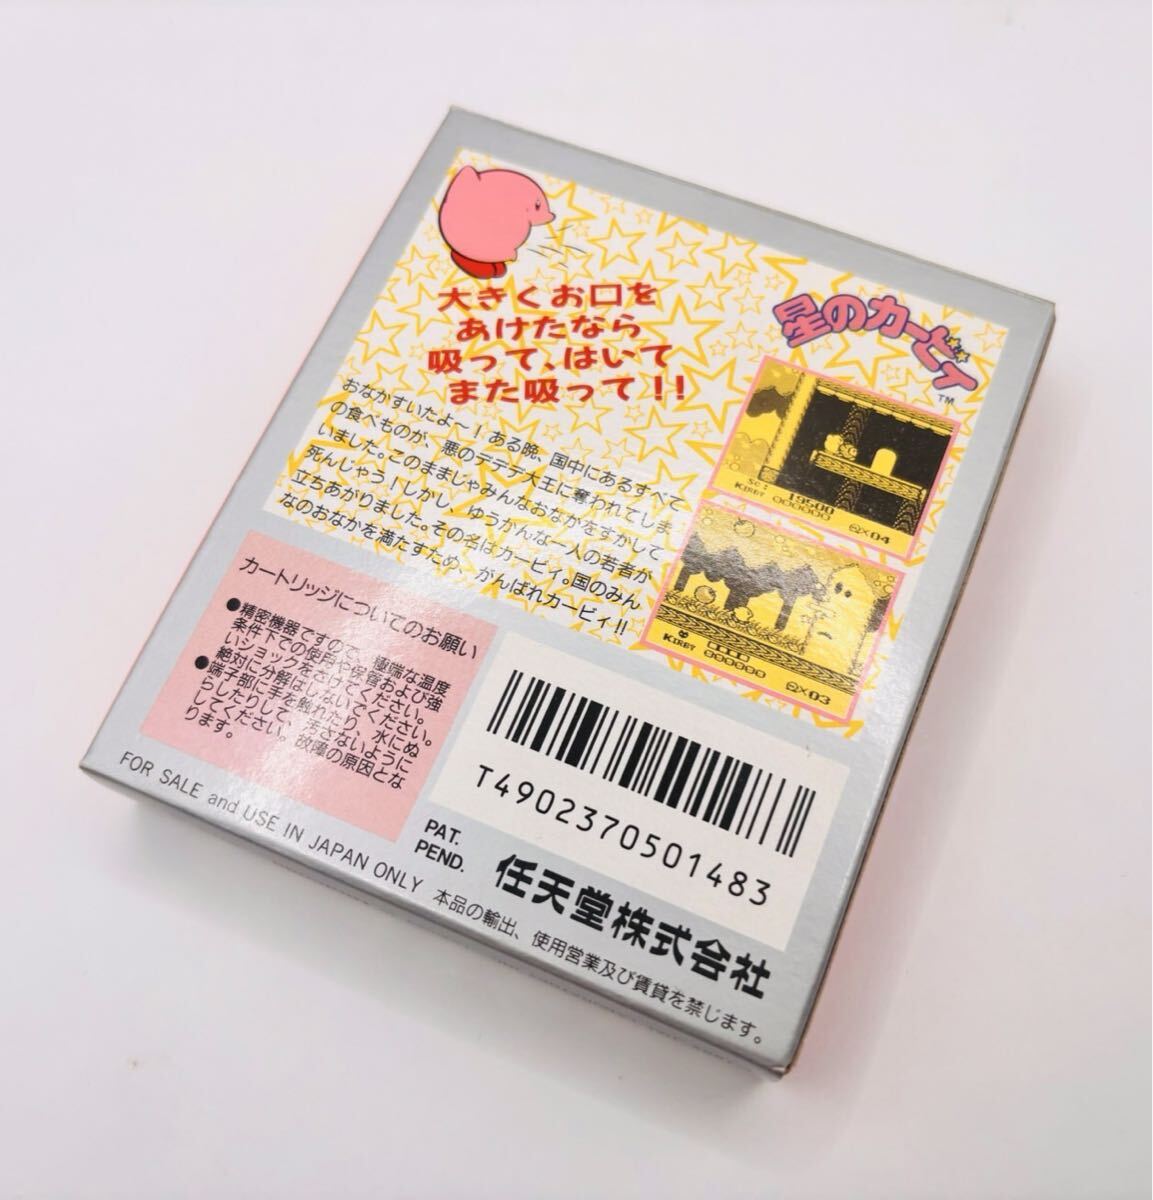 大きくお口を
あけたなら
吸って、はいて
また吸って!!
星のカービィ
TM
おなかすいたよ〜!ある晩、国中にあるすべて
の食べものが、悪のデデデ大王に奪われてしま
いました。このままじゃみんなおなかをすかして
死んじゃう!しかし、ゆうかんな一人の若者が
立ちあがりました。その名はカービィ。国のみん
なのおなかを満たすため、がんばれカービィ!!
SC: 19500
KIRBY ×04
KIRBY ×03
カートリッジについてのお願い
●精密機器ですので、極端な温度
条件下での使用や保管および強
いショックをさけてください。
絶対に分解はしないでください。
●端子部に手を触れたり、水にぬ
らしたりして、汚さないように
してください。故障の原因とな
ります。
T4902370501483
PAT.
PEND.
任天堂株式会社
FOR SALE and USE IN JAPAN ONLY 本品の輸出、使用営業及び賃貸を禁じます。